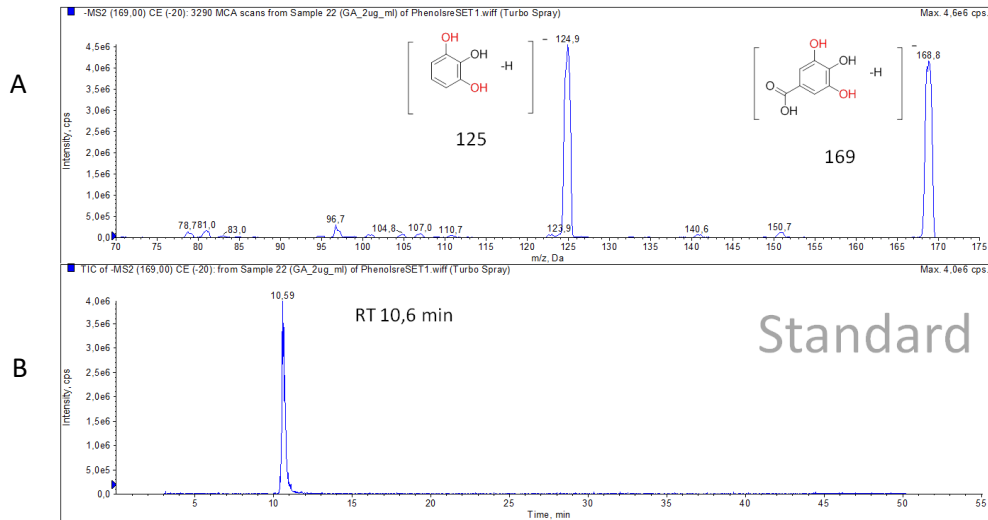 -MS2 (169,00) CE (-20): 3290 MCA scans from Sample 22 (GA_2ug_ml) of PhenolsreSET1.wiff (Turbo Spray)
Max. 4,6e6 cps.
A
Intensity, cps
4,5e6
4,0e6
3,5e6
3,0e6
2,5e6
2,0e6
1,5e6
1,0e6
5,0e5
0,0
OH
OH
OH
-H
–
125
124,9
OH
OH
OH
O
OH
-H
–
169
168,8
78,7
81,0
83,0
96,7
104,8
107,0
110,7
123,9
140,6
150,7
70 75 80 85 90 95 100 105 110 115 120 125 130 135 140 145 150 155 160 165 170 175
m/z, Da
TIC of -MS2 (169,00) CE (-20): from Sample 22 (GA_2ug_ml) of PhenolsreSET1.wiff (Turbo Spray)
Max. 4,0e6 cps.
B
Intensity, cps
4,0e6
3,5e6
3,0e6
2,5e6
2,0e6
1,5e6
1,0e6
5,0e5
0,0
10,59
RT 10,6 min
Standard
5 10 15 20 25 30 35 40 45 50 55
Time, min